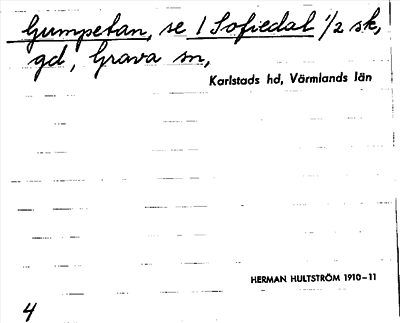 Gumpetan, se 1 Sofiedal 1/2 sk,
gd, Grava sn,
Karlstads hd, Värmlands län
HERMAN HULTSTRÖM 1910–11
4